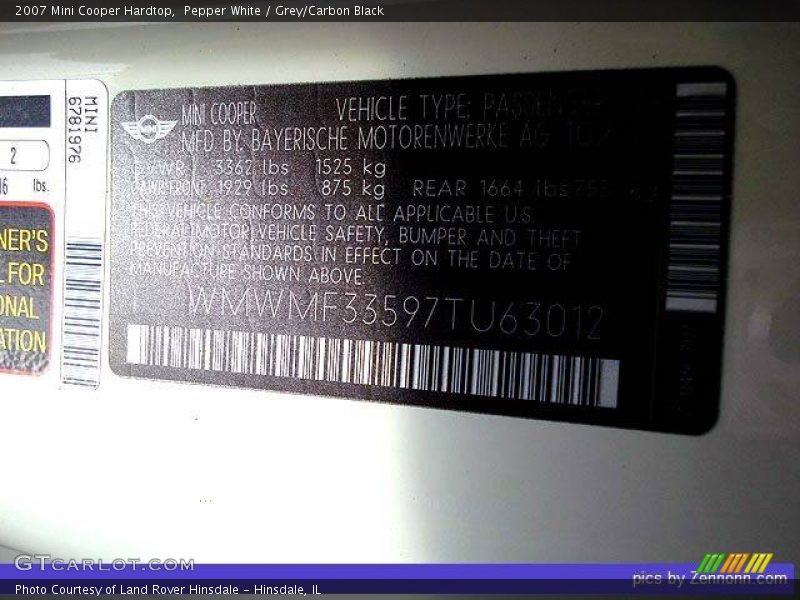 2007 Mini Cooper Hardtop,  Pepper White / Grey/Carbon Black
MINI
6781976
2
lbs.
NER'S
L FOR
ONAL
ATION
MINI COOPER VEHICLE TYPE: PASSEN
MFD BY: BAYERISCHE MOTORENWERKE AG
GVWR 3362 lbs 1525 kg
GAWR FRONT 1929 lbs 875 kg REAR 1664 lbs
THIS VEHICLE CONFORMS TO ALL APPLICABLE U.S.
FEDERAL MOTOR VEHICLE SAFETY, BUMPER AND THEFT
PREVENTION STANDARDS IN EFFECT ON THE DATE OF
MANUFACTURE SHOWN ABOVE.
WMWMF33597TU63012
GTcarlot.com
pics by Zennonn.com
Photo Courtesy of Land Rover Hinsdale - Hinsdale, IL